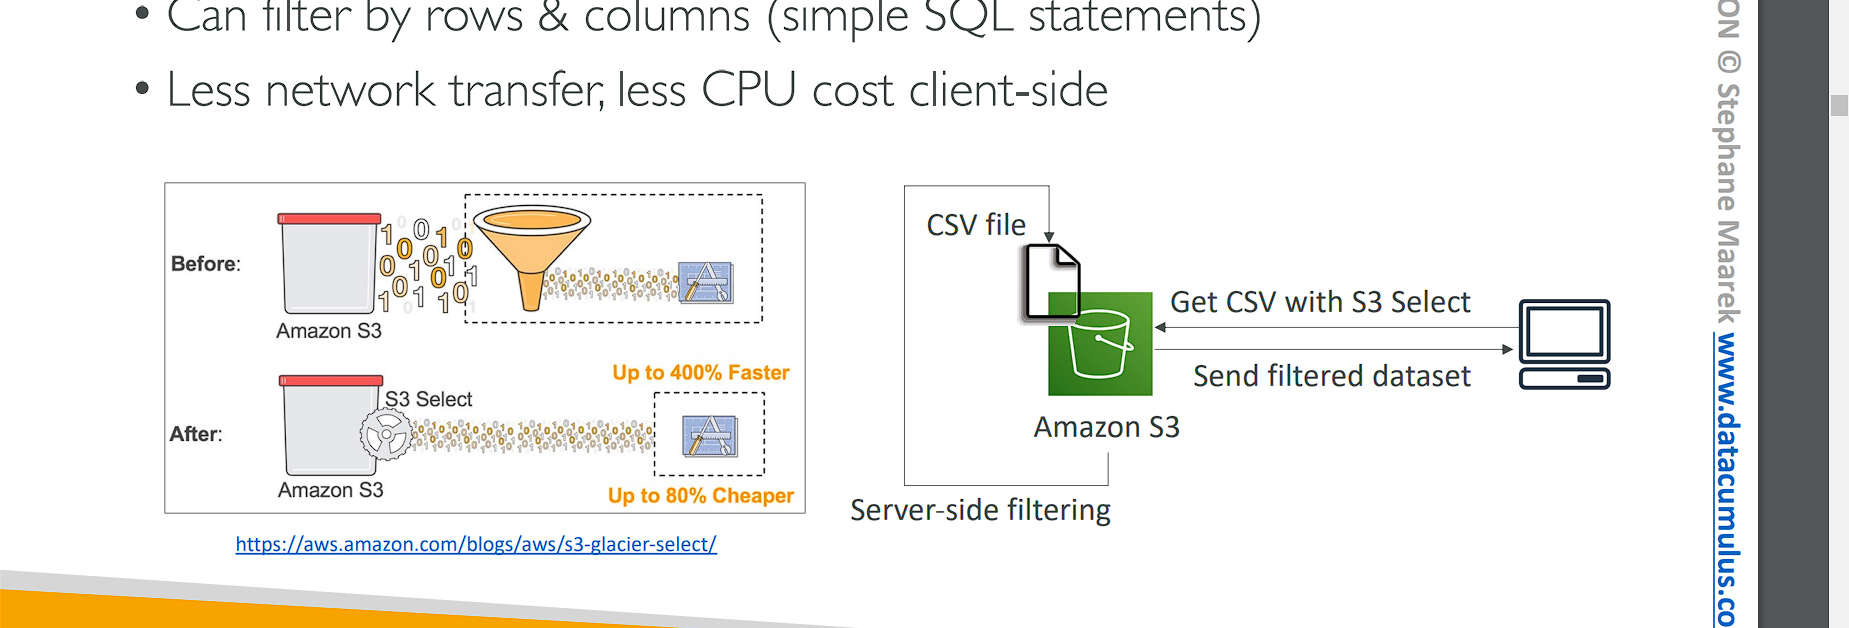 • Can filter by rows & columns (simple SQL statements)
• Less network transfer, less CPU cost client-side
Before:
Amazon S3
Up to 400% Faster
S3 Select
After:
Amazon S3
Up to 80% Cheaper
https://aws.amazon.com/blogs/aws/s3-glacier-select/
CSV file
Get CSV with S3 Select
Send filtered dataset
Amazon S3
Server-side filtering
ON © Stephane Maarek www.datacumulus.co